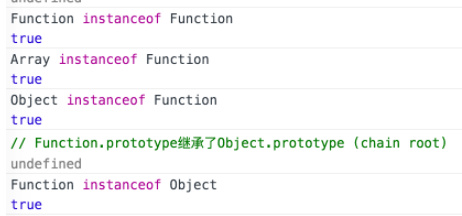 undefined
Function instanceof Function
true
Array instanceof Function
true
Object instanceof Function
true
// Function.prototype继承了Object.prototype (chain root)
undefined
Function instanceof Object
true